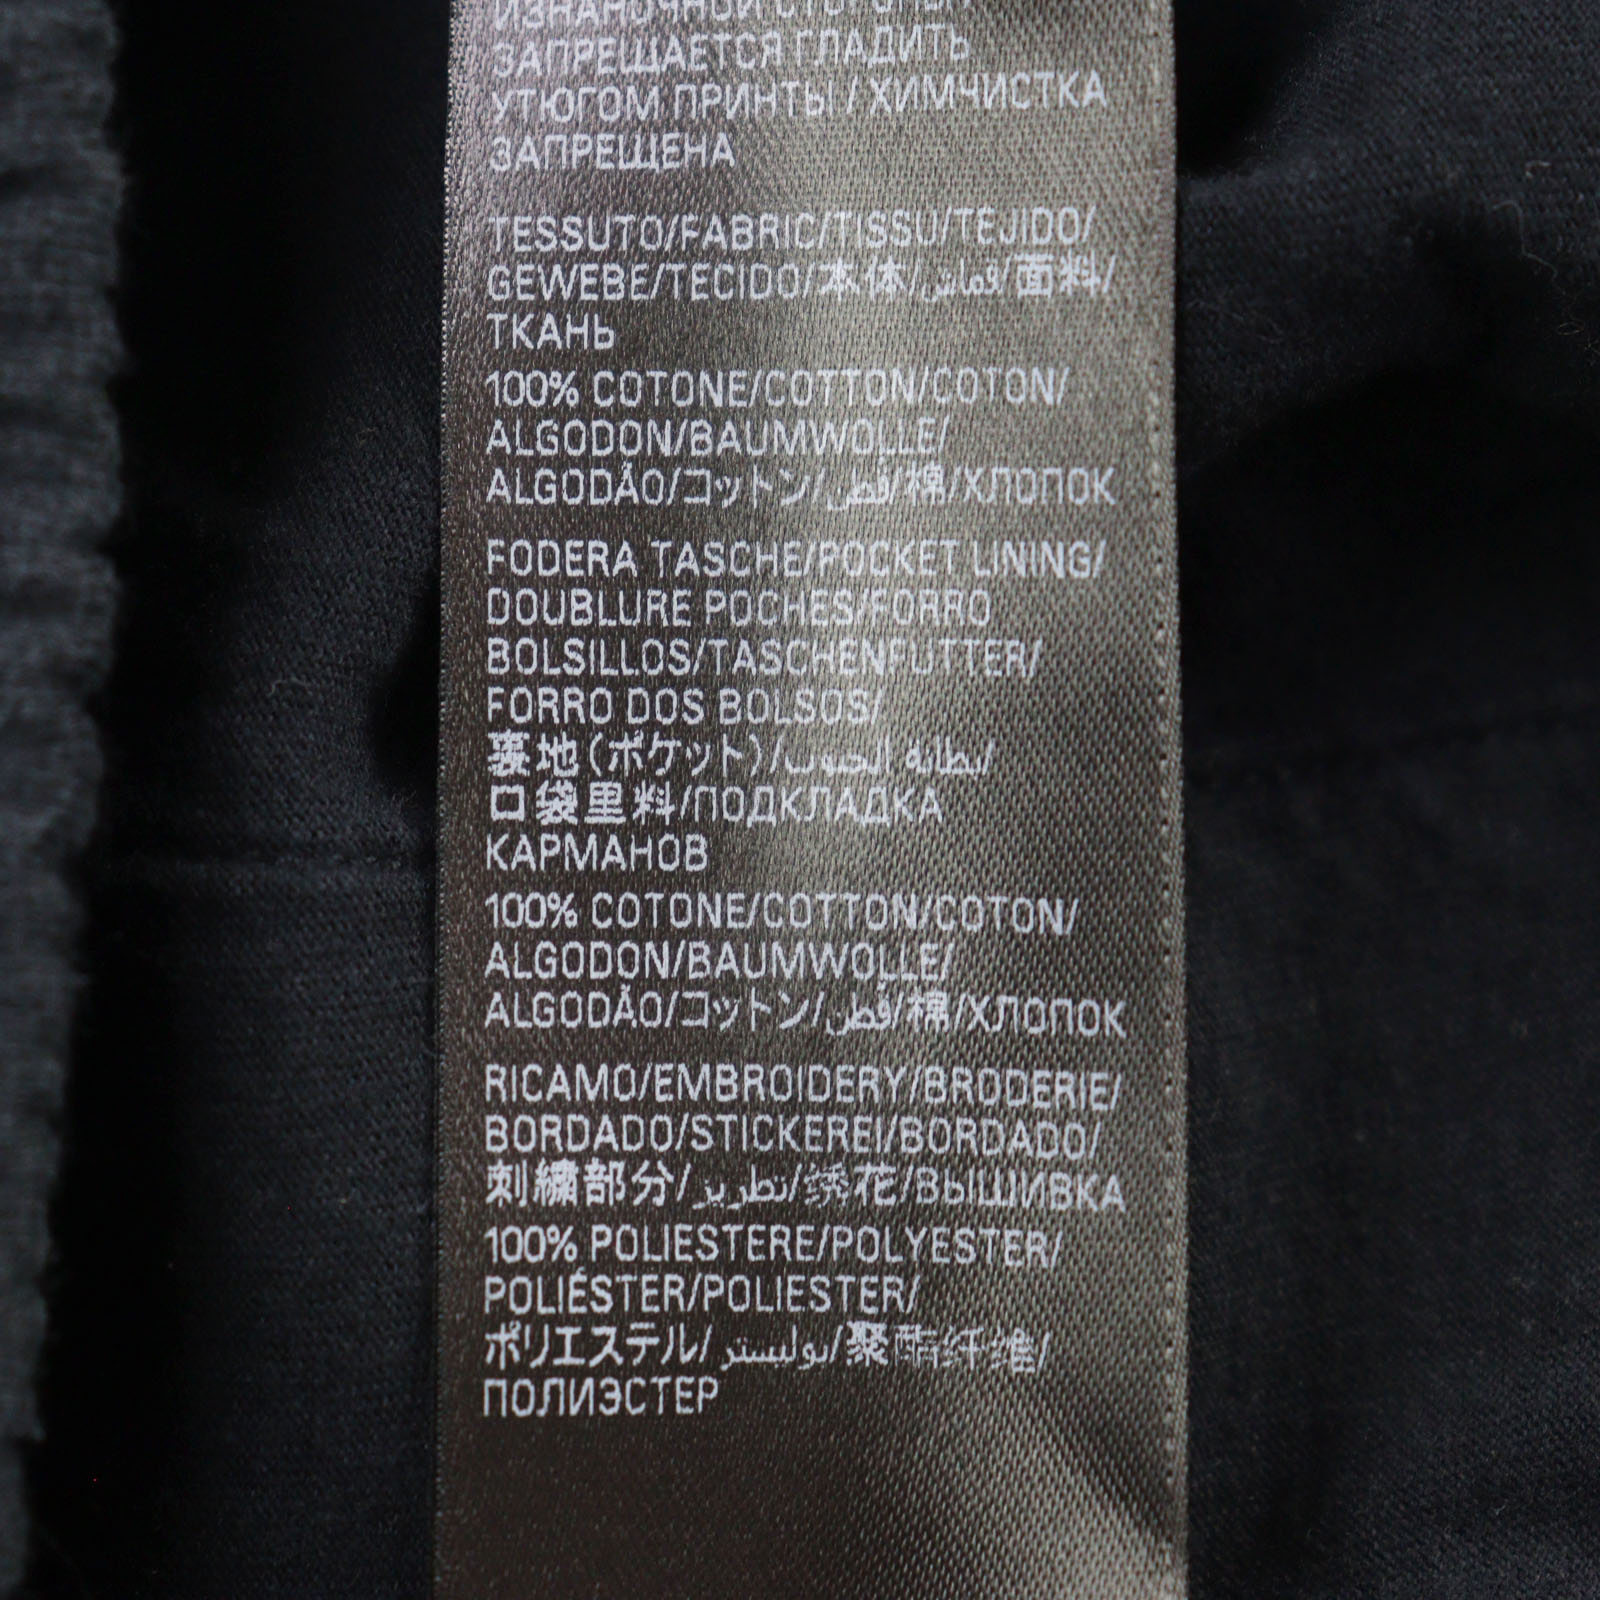 ИЗНАНОЧНОЙ СТОРОНОЙ
ЗАПРЕЩАЕТСЯ ГЛАДИТЬ
УТЮГОМ ПРИНТЫ / ХИМЧИСТКА
ЗАПРЕЩЕНА
TESSUTO/FABRIC/TISSU/TEJIDO/
GEWEBE/TECIDO/本体/قماش/面料/
ТКАНЬ
100% COTONE/COTTON/COTON/
ALGODON/BAUMWOLLE/
ALGODÃO/コットン/قطن/棉/ХЛОПОК
FODERA TASCHE/POCKET LINING/
DOUBLURE POCHES/FORRO
BOLSILLOS/TASCHENFUTTER/
FORRO DOS BOLSOS/
裏地(ポケット)/بطانة الجيوب/
口袋里料/ПОДКЛАДКА
КАРМАНОВ
100% COTONE/COTTON/COTON/
ALGODON/BAUMWOLLE/
ALGODÃO/コットン/قطن/棉/ХЛОПОК
RICAMO/EMBROIDERY/BRODERIE/
BORDADO/STICKEREI/BORDADO/
刺繍部分/تطريز/绣花/ВЫШИВКА
100% POLIESTERE/POLYESTER/
POLIÉSTER/POLIESTER/
ポリエステル/بوليستر/聚酯纤维/
ПОЛИЭСТЕР